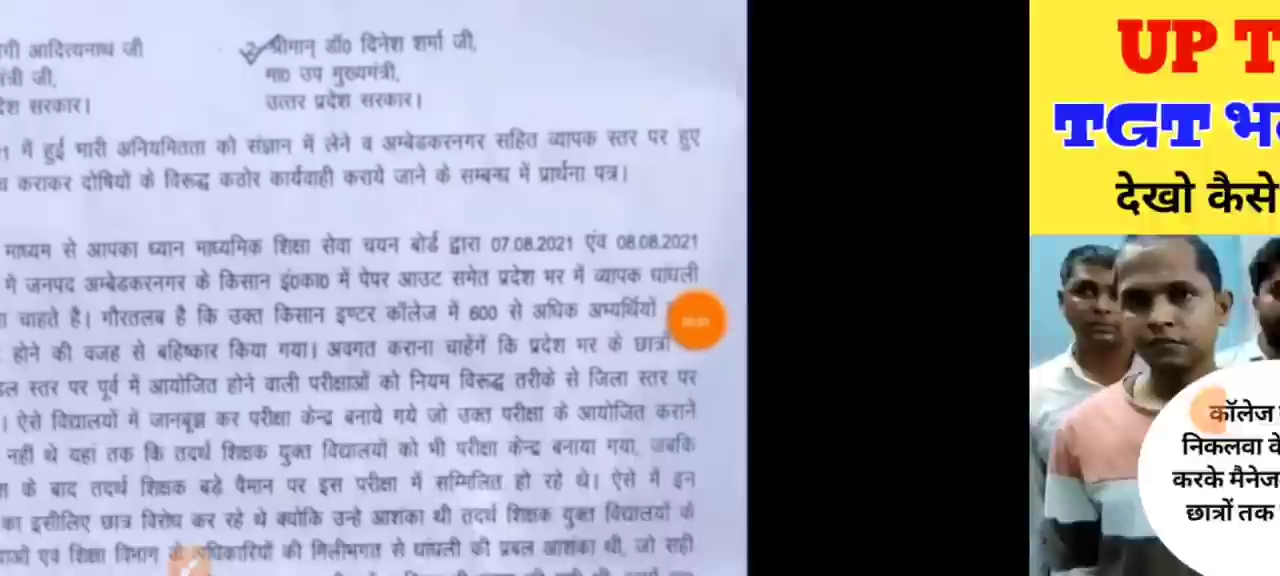 गी आदित्यनाथ जी
मंत्री जी,
देश सरकार।
2 श्रीमान् डॉ0 दिनेश शर्मा जी,
मा0 उप मुख्यमंत्री,
उत्तर प्रदेश सरकार।
में हुई भारी अनियमितता को संज्ञान में लेने व अम्बेडकरनगर सहित व्यापक स्तर पर हुए
कराकर दोषियों के विरुद्ध कठोर कार्यवाही कराये जाने के सम्बन्ध में प्रार्थना पत्र।
माध्यम से आपका ध्यान माध्यमिक शिक्षा सेवा चयन बोर्ड द्वारा 07.08.2021 एंव 08.08.2021
में जनपद अम्बेडकरनगर के किसान इं0का0 में पेपर आउट समेत प्रदेश भर में व्यापक धांधली
चाहते है। गौरतलब है कि उक्त किसान इण्टर कॉलेज में 600 से अधिक अभ्यर्थियों
होने की वजह से बहिष्कार किया गया। अवगत कराना चाहेंगें कि प्रदेश भर के छात्रों
डल स्तर पर पूर्व में आयोजित होने वाली परीक्षाओं को नियम विरूद्ध तरीके से जिला स्तर पर
। ऐसे विद्यालयों में जानबूझ कर परीक्षा केन्द्र बनाये गये जो उक्त परीक्षा के आयोजित कराने
नहीं थे यहां तक कि तदर्थ शिक्षक युक्त विद्यालयों को भी परीक्षा केन्द्र बनाया गया, जबकि
के बाद तदर्थ शिक्षक बड़े पैमान पर इस परीक्षा में सम्मिलित हो रहे थे। ऐसे में इन
का इसीलिए छात्र विरोध कर रहे थे क्योंकि उन्हे आशंका थी तदर्थ शिक्षक युक्त विद्यालयों के
एवं शिक्षा विभाग के अधिकारियों की मिलीभगत से धांधली की प्रबल आशंका थी, जो सही
UP T
TGT भ
देखो कैसे
कॉलेज
निकलवा के
करके मैनेज
छात्रों तक